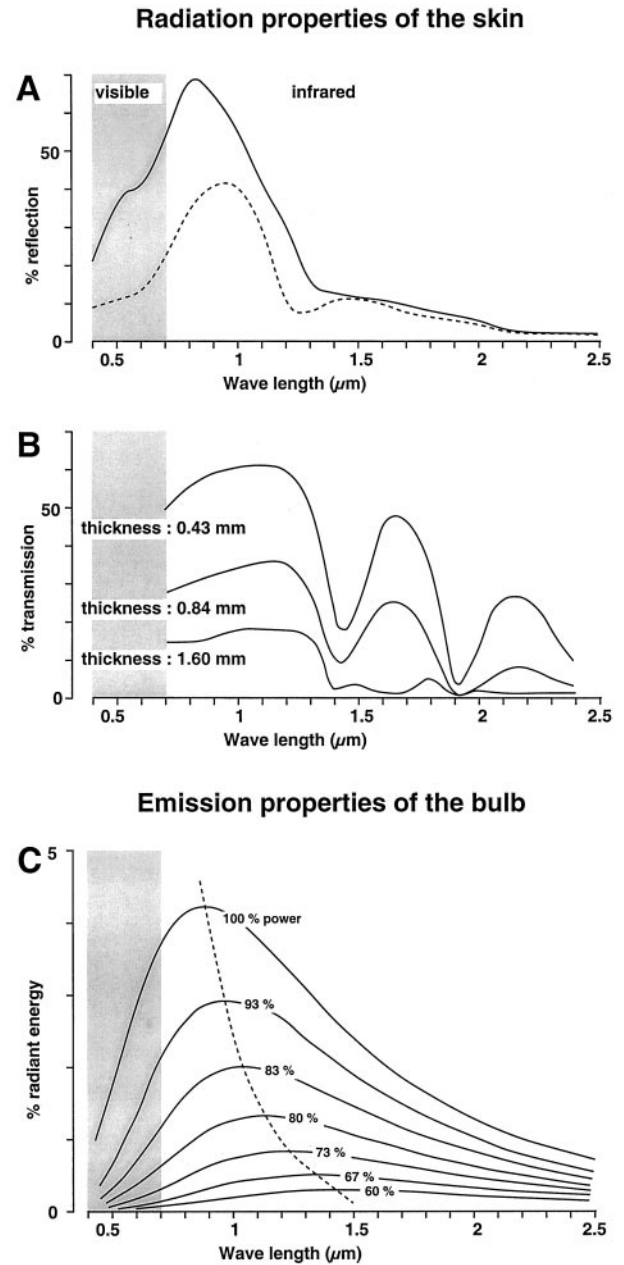 Radiation properties of the skin
A
visible
infrared
50
0
% reflection
0.5 1 1.5 2 2.5
Wave length (µm)
B
50
0
% transmission
thickness : 0.43 mm
thickness : 0.84 mm
thickness : 1.60 mm
0.5 1 1.5 2 2.5
Wave length (µm)
Emission properties of the bulb
C
5
0
% radiant energy
100 % power
93 %
83 %
80 %
73 %
67 %
60 %
0.5 1 1.5 2 2.5
Wave length (µm)